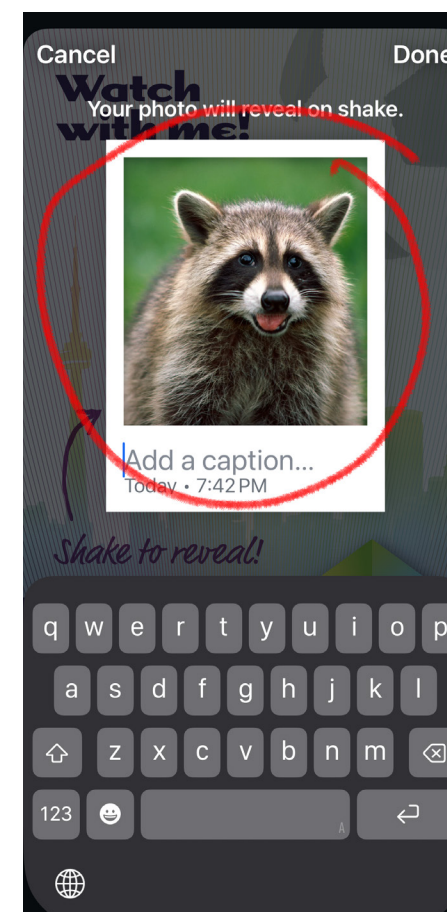 Cancel
Done
Watch
with me!
Your photo will reveal on shake.
Add a caption...
Today • 7:42 PM
Shake to reveal!
q w e r t y u i o p
a s d f g h j k l
z x c v b n m
123
A